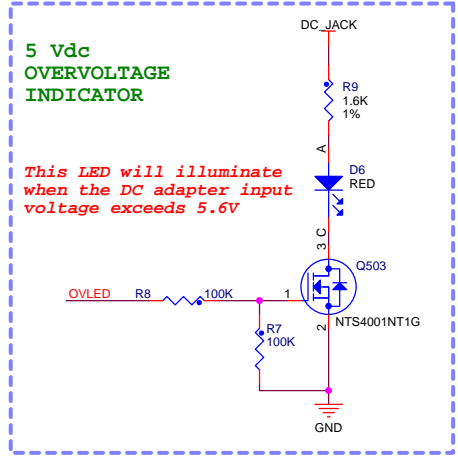 DC_JACK
5 Vdc
OVERVOLTAGE
INDICATOR
R9
1.6K
1%
A
This LED will illuminate
when the DC adapter input
voltage exceeds 5.6V
D6
RED
C
3
Q503
OVLED
R8
100K
1
R7
100K
2
NTS4001NT1G
GND